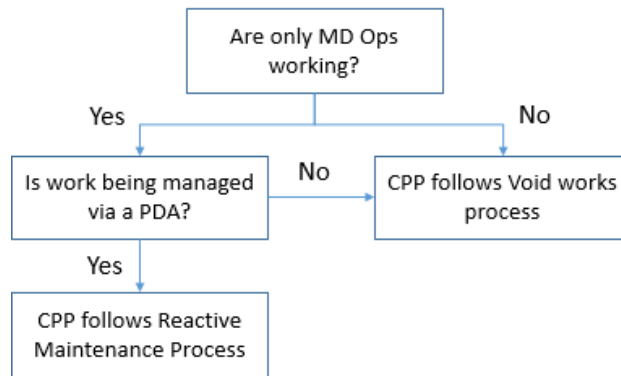 Are only MD Ops
working?
Yes
No
Is work being managed
via a PDA?
No
CPP follows Void works
process
Yes
CPP follows Reactive
Maintenance Process